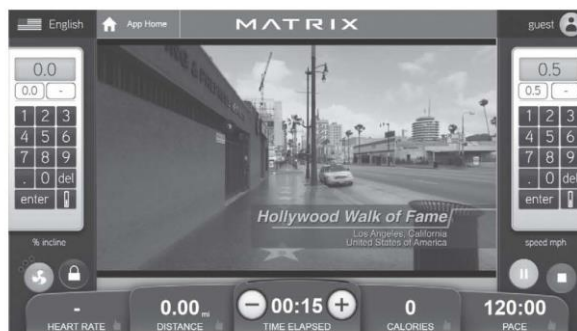 English
App Home
MATRIX
guest
0.0
0.0 -
1 2 3
4 5 6
7 8 9
. 0 del
enter
% incline
Hollywood Walk of Fame
Los Angeles, California
United States of America
0.5
0.5 -
1 2 3
4 5 6
7 8 9
. 0 del
enter
speed mph
-
HEART RATE
0.00 mi
DISTANCE
00:15
TIME ELAPSED
0
CALORIES
120:00
PACE